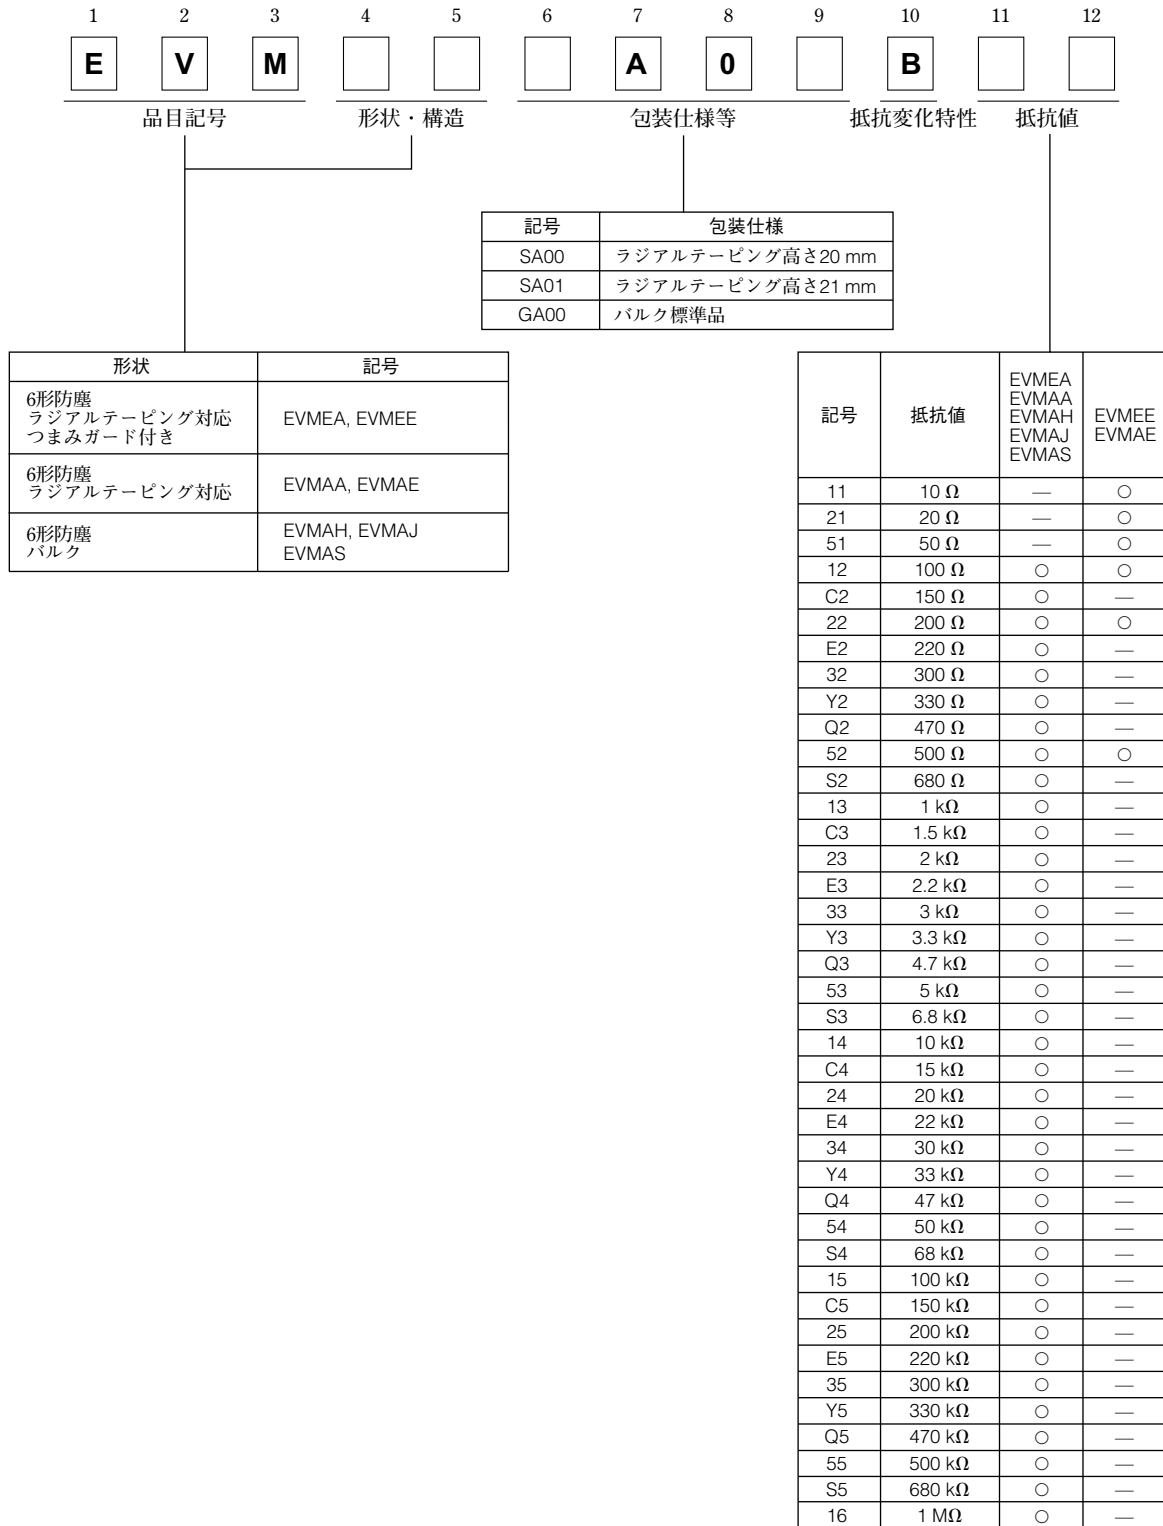 1 2 3 4 5 6 7 8 9 10 11 12
E V M A 0 B
品目記号 形状・構造 包装仕様等 抵抗変化特性 抵抗値
記号 包装仕様
SA00 ラジアルテーピング高さ20 mm
SA01 ラジアルテーピング高さ21 mm
GA00 バルク標準品
形状 記号
6形防塵
ラジアルテーピング対応
つまみガード付き
EVMEA, EVMEE
6形防塵
ラジアルテーピング対応
EVMAA, EVMAE
6形防塵
バルク
EVMAH, EVMAJ
EVMAS
記号 抵抗値
EVMEA
EVMAA
EVMAH
EVMAJ
EVMAS
EVMEE
EVMAE
11 10 Ω — ○
21 20 Ω — ○
51 50 Ω — ○
12 100 Ω ○ ○
C2 150 Ω ○ —
22 200 Ω ○ ○
E2 220 Ω ○ —
32 300 Ω ○ —
Y2 330 Ω ○ —
Q2 470 Ω ○ —
52 500 Ω ○ ○
S2 680 Ω ○ —
13 1 kΩ ○ —
C3 1.5 kΩ ○ —
23 2 kΩ ○ —
E3 2.2 kΩ ○ —
33 3 kΩ ○ —
Y3 3.3 kΩ ○ —
Q3 4.7 kΩ ○ —
53 5 kΩ ○ —
S3 6.8 kΩ ○ —
14 10 kΩ ○ —
C4 15 kΩ ○ —
24 20 kΩ ○ —
E4 22 kΩ ○ —
34 30 kΩ ○ —
Y4 33 kΩ ○ —
Q4 47 kΩ ○ —
54 50 kΩ ○ —
S4 68 kΩ ○ —
15 100 kΩ ○ —
C5 150 kΩ ○ —
25 200 kΩ ○ —
E5 220 kΩ ○ —
35 300 kΩ ○ —
Y5 330 kΩ ○ —
Q5 470 kΩ ○ —
55 500 kΩ ○ —
S5 680 kΩ ○ —
16 1 MΩ ○ —